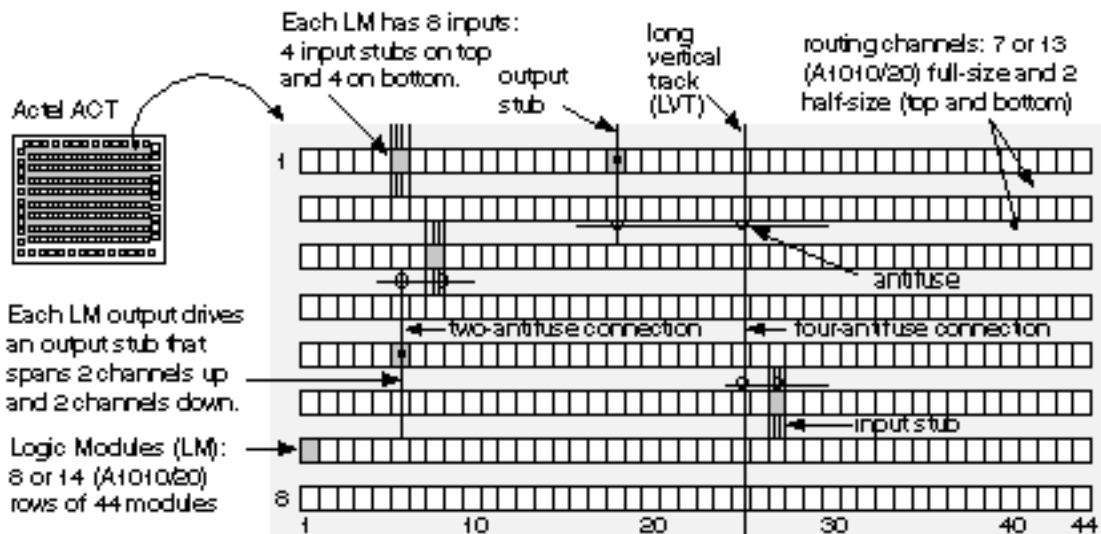 Each LM has 8 inputs:
4 input stubs on top
and 4 on bottom.
output
stub
long
vertical
track
(LVT)
routing channels: 7 or 13
(A1010/20) full-size and 2
half-size (top and bottom)
Actel ACT
1
antifuse
Each LM output drives
an output stub that
spans 2 channels up
and 2 channels down.
two-antifuse connection
four-antifuse connection
input stub
Logic Modules (LM):
8 or 14 (A1010/20)
rows of 44 modules
8
1 10 20 30 40 44